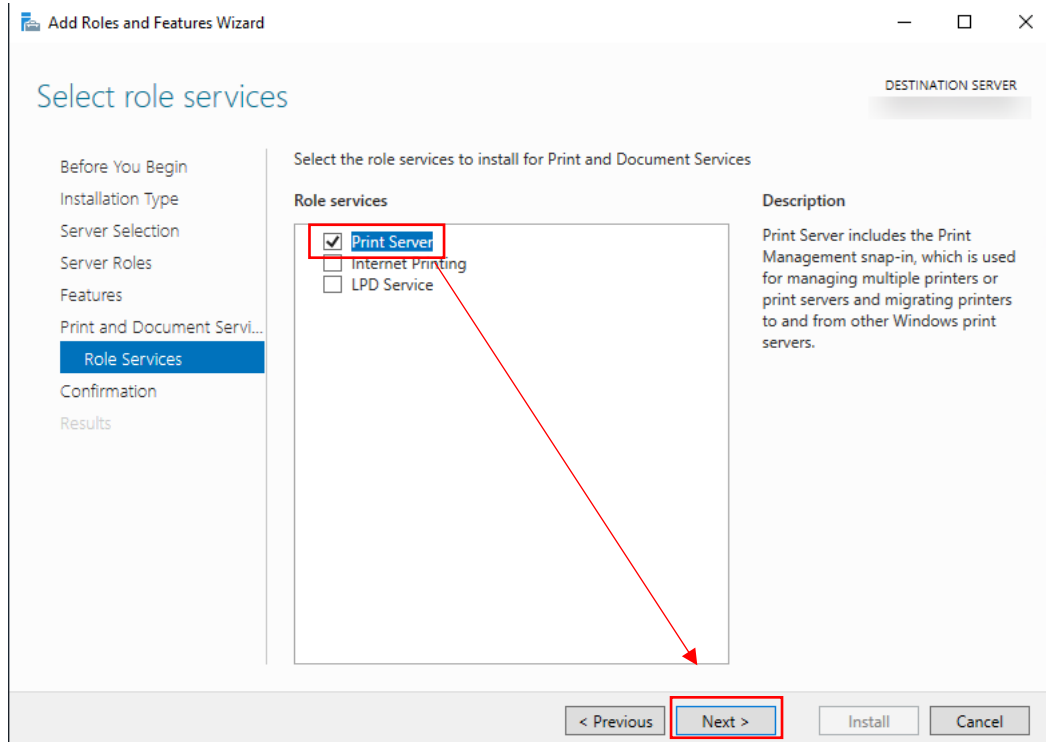 Add Roles and Features Wizard
Select role services
DESTINATION SERVER
Before You Begin
Installation Type
Server Selection
Server Roles
Features
Print and Document Servi...
Role Services
Confirmation
Results
Select the role services to install for Print and Document Services
Role services
Print Server
Internet Printing
LPD Service
Description
Print Server includes the Print
Management snap-in, which is used
for managing multiple printers or
print servers and migrating printers
to and from other Windows print
servers.
< Previous
Next >
Install
Cancel